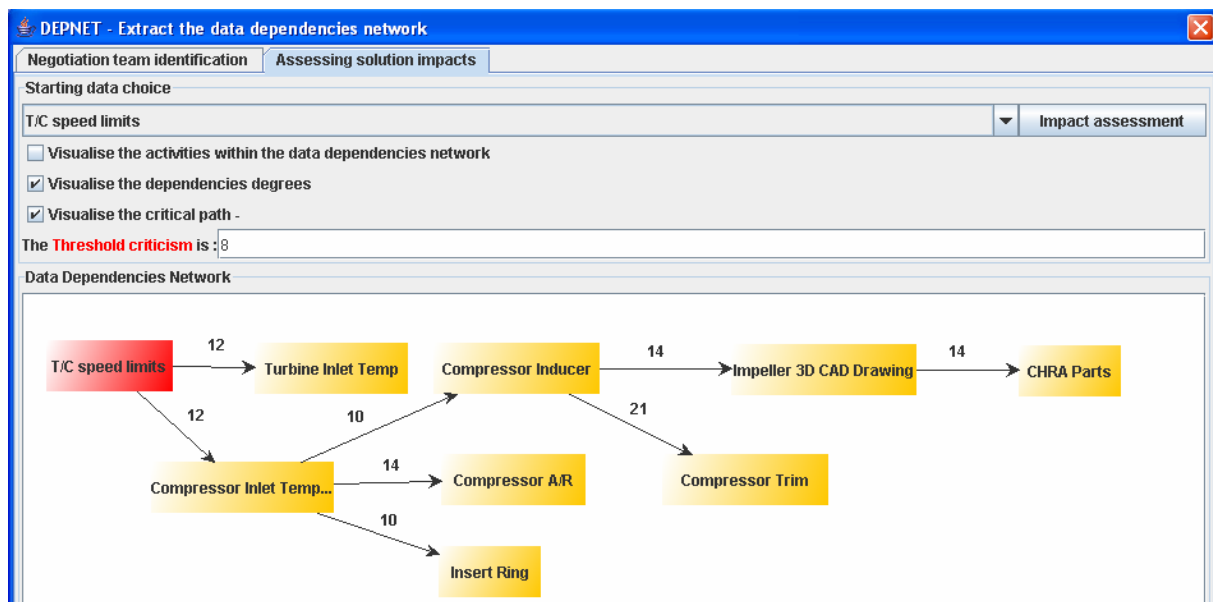 DEPNET - Extract the data dependencies network
Negotiation team identification
Assessing solution impacts
Starting data choice
T/C speed limits
Impact assessment
Visualise the activities within the data dependencies network
Visualise the dependencies degrees
Visualise the critical path -
The Threshold criticism is : 8
Data Dependencies Network
T/C speed limits
12
Turbine Inlet Temp
Compressor Inducer
14
Impeller 3D CAD Drawing
14
CHRA Parts
12
10
21
Compressor Inlet Temp...
14
Compressor A/R
Compressor Trim
10
Insert Ring